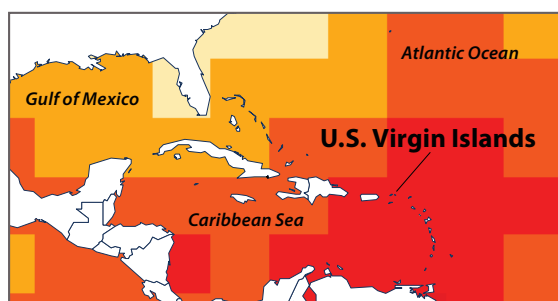 Atlantic Ocean
Gulf of Mexico
U.S. Virgin Islands
Caribbean Sea